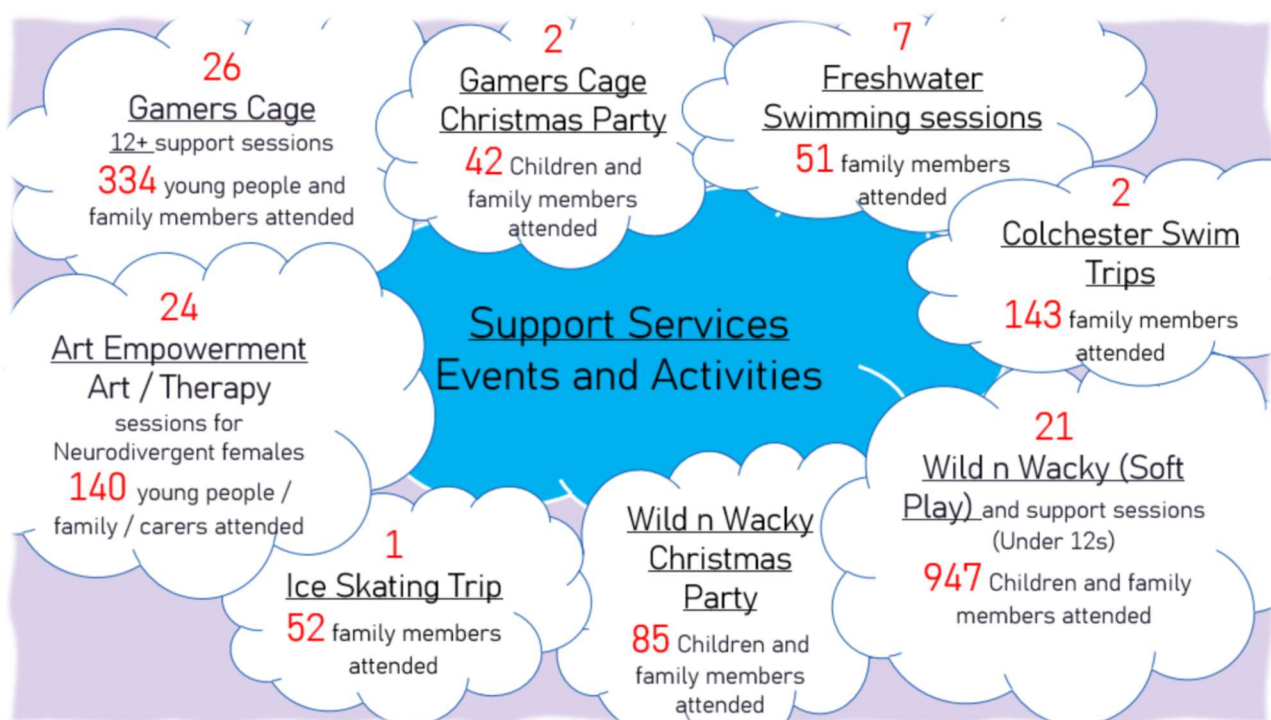 26
Gamers Cage
12+ support sessions
334 young people and
family members attended
2
Gamers Cage
Christmas Party
42 Children and
family members
attended
7
Freshwater
Swimming sessions
51 family members
attended
2
Colchester Swim
Trips
143 family members
attended
Support Services
Events and Activities
24
Art Empowerment
Art / Therapy
sessions for
Neurodivergent females
140 young people /
family / carers attended
1
Ice Skating Trip
52 family members
attended
Wild n Wacky
Christmas
Party
85 Children and
family members
attended
21
Wild n Wacky (Soft
Play) and support sessions
(Under 12s)
947 Children and family
members attended